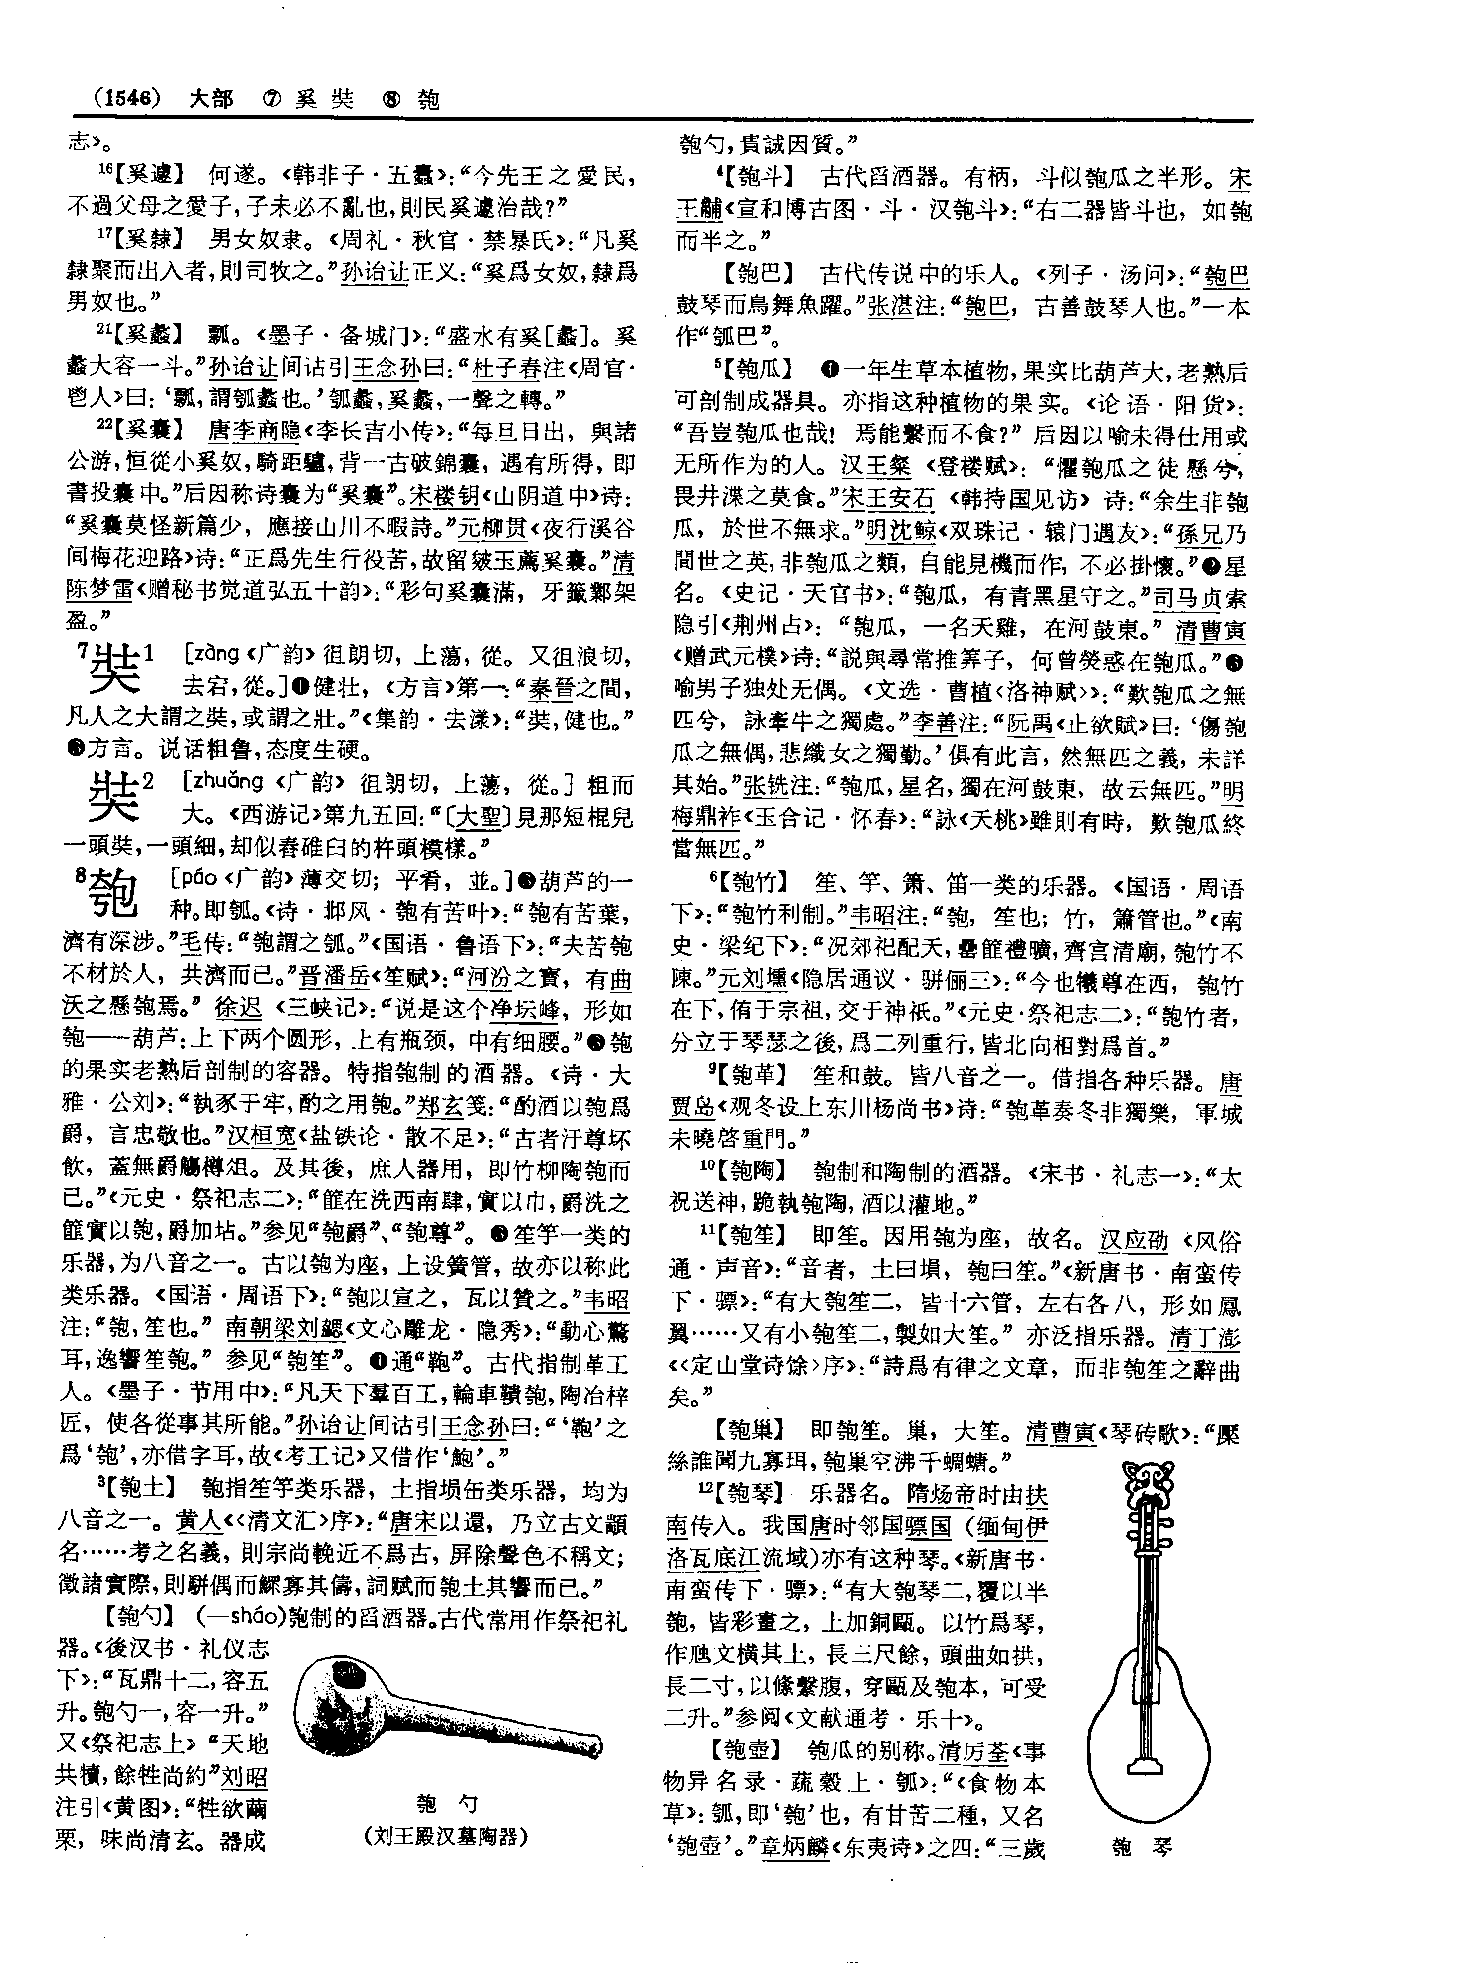 (1546) 大部 ⑦奚 奘 ⑧ 匏
志》。
¹⁶【奚遽】 何遂。《韩非子·五蠹》：“今先王之愛民，
不過父母之愛子，子未必不亂也，則民奚遽治哉？”
¹⁷【奚隸】 男女奴隶。《周礼·秋官·禁暴氏》：“凡奚
隸聚而出入者，則司牧之。”孙诒让正义：“奚爲女奴，隸爲
男奴也。”
²¹【奚蠡】 瓢。《墨子·备城门》：“盛水有奚［蠡］。奚
蠡大容一斗。”孙诒让间诂引王念孙曰：“杜子春注《周官·
鬯人》曰：‘瓢，謂瓠蠡也。’瓠蠡，奚蠡，一聲之轉。”
²²【奚囊】 唐李商隐《李长吉小传》：“每旦日出，與諸
公游，恒從小奚奴，騎距驢，背一古破錦囊，遇有所得，即
書投囊中。”后因称诗囊为“奚囊”。宋楼钥《山阴道中》诗：
“奚囊莫怪新篇少，應接山川不暇詩。”元柳贯《夜行溪谷
间梅花迎路》诗：“正爲先生行役苦，故留皴玉薦奚囊。”清
陈梦雷《赠秘书觉道弘五十韵》：“彩句奚囊滿，牙籤鄴架
盈。”
⁷奘¹ ［zàng《广韵》徂朗切，上蕩，從。又徂浪切，
去宕，從。］❶健壮，《方言》第一：“秦晉之間，
凡人之大謂之奘，或謂之壯。”《集韵·去漾》：“奘，健也。”
❷方言。说话粗鲁，态度生硬。
奘² ［zhuǎng《广韵》徂朗切，上蕩，從。］粗而
大。《西游记》第九五回：“〔大聖〕見那短棍兒
一頭奘，一頭細，却似舂碓臼的杵頭模樣。”
⁸匏 ［páo《广韵》薄交切；平肴，並。］❶葫芦的一
种。即瓠。《诗·邶风·匏有苦叶》：“匏有苦葉，
濟有深涉。”毛传：“匏謂之瓠。”《国语·鲁语下》：“夫苦匏
不材於人，共濟而已。”晋潘岳《笙赋》：“河汾之寳，有曲
沃之懸匏焉。”徐迟《三峡记》：“说是这个净坛峰，形如
匏——葫芦：上下两个圆形，上有瓶颈，中有细腰。”❷匏
的果实老熟后剖制的容器。特指匏制的酒器。《诗·大
雅·公刘》：“執豕于牢，酌之用匏。”郑玄笺：“酌酒以匏爲
爵，言忠敬也。”汉桓宽《盐铁论·散不足》：“古者汙尊坏
飲，蓋無爵觴樽俎。及其後，庶人器用，即竹柳陶匏而
已。”《元史·祭祀志二》：“篚在洗西南肆，實以巾，爵洗之
篚實以匏，爵加坫。”参见“匏爵”、“匏尊”。❸笙竽一类的
乐器，为八音之一。古以匏为座，上设簧管，故亦以称此
类乐器。《国语·周语下》：“匏以宣之，瓦以贊之。”韦昭
注：“匏，笙也。”南朝梁刘勰《文心雕龙·隐秀》：“動心驚
耳，逸響笙匏。”参见“匏笙”。❹通“鞄”。古代指制革工
人。《墨子·节用中》：“凡天下羣百工，輪車鞼匏，陶冶梓
匠，使各從事其所能。”孙诒让间诂引王念孙曰：“‘鞄’之
爲‘匏’，亦借字耳，故《考工记》又借作‘鮑’。”
³【匏土】 匏指笙竽类乐器，土指埙缶类乐器，均为
八音之一。黄人《〈清文汇〉序》：“唐宋以還，乃立古文顓
名……考之名義，則宗尚輓近不爲古，屏除聲色不稱文；
徵諸實際，則駢偶而鰥寡其儔，詞賦而匏土其響而已。”
【匏勺】（—sháo）匏制的舀酒器。古代常用作祭祀礼
器。《後汉书·礼仪志
下》：“瓦鼎十二，容五
升。匏勺一，容一升。”
又《祭祀志上》“天地
共犢，餘牲尚約”刘昭
注引《黄图》：“牲欲繭
栗，味尚清玄。器成
匏 勺
（刘王殿汉墓陶器）
匏勺，貴誠因質。”
⁴【匏斗】 古代舀酒器。有柄，斗似匏瓜之半形。宋
王黼《宣和博古图·斗·汉匏斗》：“右二器皆斗也，如匏
而半之。”
【匏巴】 古代传说中的乐人。《列子·汤问》：“匏巴
鼓琴而鳥舞魚躍。”张湛注：“匏巴，古善鼓琴人也。”一本
作“瓠巴”。
⁵【匏瓜】 ❶一年生草本植物，果实比葫芦大，老熟后
可剖制成器具。亦指这种植物的果实。《论语·阳货》：
“吾豈匏瓜也哉！焉能繫而不食？”后因以喻未得仕用或
无所作为的人。汉王粲《登楼赋》：“懼匏瓜之徒懸兮，
畏井渫之莫食。”宋王安石《韩持国见访》诗：“余生非匏
瓜，於世不無求。”明沈鲸《双珠记·辕门遇友》：“孫兄乃
間世之英，非匏瓜之類，自能見機而作，不必掛懷。”❷星
名。《史记·天官书》：“匏瓜，有青黑星守之。”司马贞索
隐引《荆州占》：“匏瓜，一名天雞，在河鼓東。”清曹寅
《赠武元樸》诗：“説與尋常推筭子，何曾熒惑在匏瓜。”❸
喻男子独处无偶。《文选·曹植〈洛神赋〉》：“歎匏瓜之無
匹兮，詠牽牛之獨處。”李善注：“阮禹《止欲賦》曰：‘傷匏
瓜之無偶，悲織女之獨勤。’俱有此言，然無匹之義，未詳
其始。”张铣注：“匏瓜，星名，獨在河鼓東，故云無匹。”明
梅鼎祚《玉合记·怀春》：“詠《夭桃》雖則有時，歎匏瓜終
當無匹。”
⁶【匏竹】 笙、竽、箫、笛一类的乐器。《国语·周语
下》：“匏竹利制。”韦昭注：“匏，笙也；竹，簫管也。”《南
史·梁纪下》：“况郊祀配天，罍篚禮曠，齊宫清廟，匏竹不
陳。”元刘壎《隐居通议·骈俪三》：“今也犧尊在西，匏竹
在下，侑于宗祖，交于神祇。”《元史·祭祀志二》：“匏竹者，
分立于琴瑟之後，爲二列重行，皆北向相對爲首。”
⁹【匏革】 笙和鼓。皆八音之一。借指各种乐器。唐
贾岛《观冬设上东川杨尚书》诗：“匏革奏冬非獨樂，軍城
未曉啓重門。”
¹⁰【匏陶】 匏制和陶制的酒器。《宋书·礼志一》：“太
祝送神，跪執匏陶，酒以灌地。”
¹¹【匏笙】 即笙。因用匏为座，故名。汉应劭《风俗
通·声音》：“音者，土曰塤，匏曰笙。”《新唐书·南蛮传
下·骠》：“有大匏笙二，皆十六管，左右各八，形如鳳
翼……又有小匏笙二，製如大笙。”亦泛指乐器。清丁澎
《〈定山堂诗馀〉序》：“詩爲有律之文章，而非匏笙之辭曲
矣。”
【匏巢】 即匏笙。巢，大笙。清曹寅《琴砖歌》：“壓
絲誰聞九寡珥，匏巢空沸千蜩螗。”
¹²【匏琴】 乐器名。隋炀帝时由扶
南传入。我国唐时邻国骠国（缅甸伊
洛瓦底江流域）亦有这种琴。《新唐书·
南蛮传下·骠》：“有大匏琴二，覆以半
匏，皆彩畫之，上加銅甌。以竹爲琴，
作虺文横其上，長三尺餘，頭曲如拱，
長二寸，以絛繫腹，穿甌及匏本，可受
二升。”参阅《文献通考·乐十》。
【匏壶】 匏瓜的别称。清厉荃《事
物异名录·蔬穀上·瓠》：“《食物本
草》：瓠，即‘匏’也，有甘苦二種，又名
‘匏壺’。”章炳麟《东夷诗》之四：“三歲
匏 琴